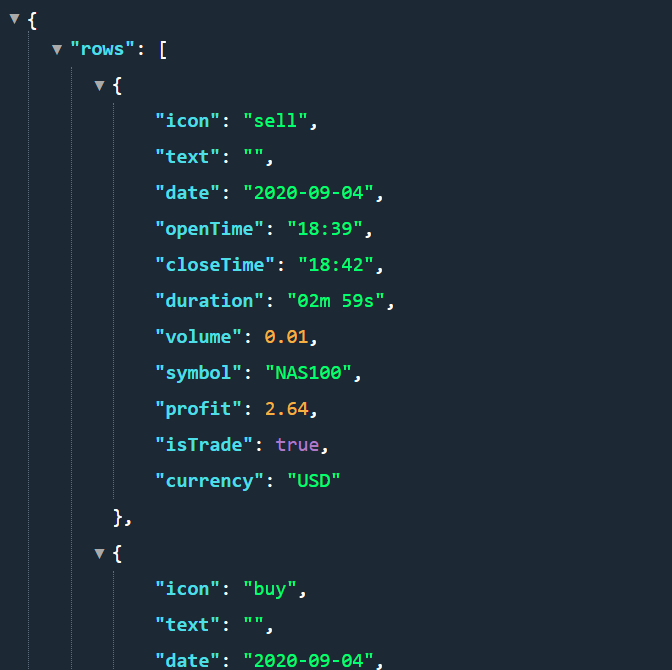 {
"rows": [
{
"icon": "sell",
"text": "",
"date": "2020-09-04",
"openTime": "18:39",
"closeTime": "18:42",
"duration": "02m 59s",
"volume": 0.01,
"symbol": "NAS100",
"profit": 2.64,
"isTrade": true,
"currency": "USD"
},
{
"icon": "buy",
"text": "",
"date": "2020-09-04",